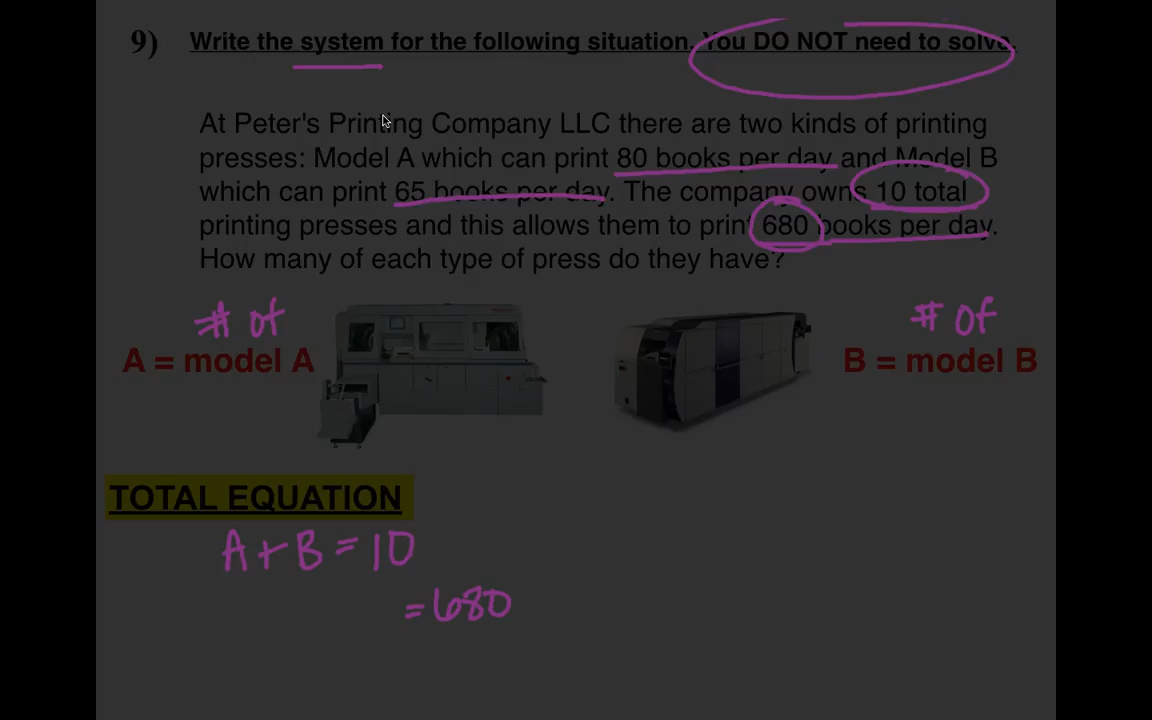 9) Write the system for the following situation. You DO NOT need to solve.
At Peter's Printing Company LLC there are two kinds of printing
presses: Model A which can print 80 books per day and Model B
which can print 65 books per day. The company owns 10 total
printing presses and this allows them to print 680 books per day.
How many of each type of press do they have?
# of
# of
A = model A
B = model B
TOTAL EQUATION
A + B = 10
= 680